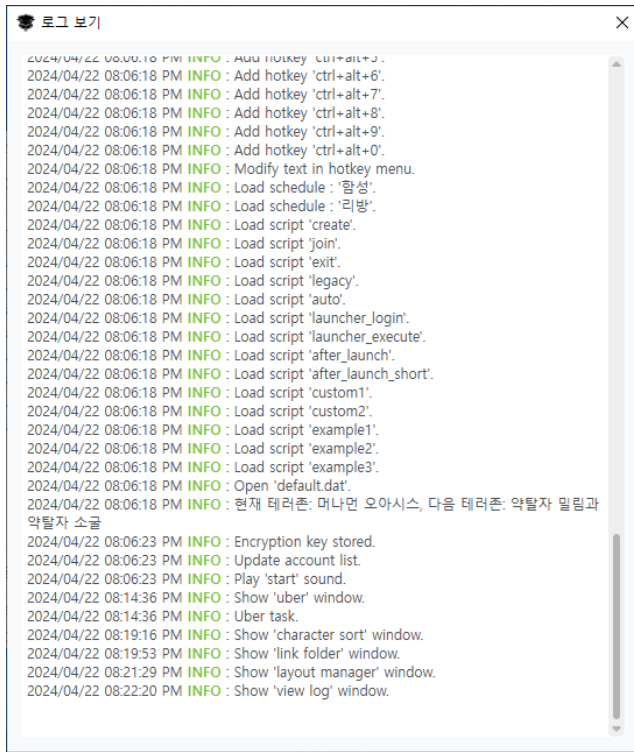 로그 보기
2024/04/22 08:06:18 PM INFO : Add hotkey 'ctrl+alt+5'.
2024/04/22 08:06:18 PM INFO : Add hotkey 'ctrl+alt+6'.
2024/04/22 08:06:18 PM INFO : Add hotkey 'ctrl+alt+7'.
2024/04/22 08:06:18 PM INFO : Add hotkey 'ctrl+alt+8'.
2024/04/22 08:06:18 PM INFO : Add hotkey 'ctrl+alt+9'.
2024/04/22 08:06:18 PM INFO : Add hotkey 'ctrl+alt+0'.
2024/04/22 08:06:18 PM INFO : Modify text in hotkey menu.
2024/04/22 08:06:18 PM INFO : Load schedule : '함성'.
2024/04/22 08:06:18 PM INFO : Load schedule : '리방'.
2024/04/22 08:06:18 PM INFO : Load script 'create'.
2024/04/22 08:06:18 PM INFO : Load script 'join'.
2024/04/22 08:06:18 PM INFO : Load script 'exit'.
2024/04/22 08:06:18 PM INFO : Load script 'legacy'.
2024/04/22 08:06:18 PM INFO : Load script 'auto'.
2024/04/22 08:06:18 PM INFO : Load script 'launcher_login'.
2024/04/22 08:06:18 PM INFO : Load script 'launcher_execute'.
2024/04/22 08:06:18 PM INFO : Load script 'after_launch'.
2024/04/22 08:06:18 PM INFO : Load script 'after_launch_short'.
2024/04/22 08:06:18 PM INFO : Load script 'custom1'.
2024/04/22 08:06:18 PM INFO : Load script 'custom2'.
2024/04/22 08:06:18 PM INFO : Load script 'example1'.
2024/04/22 08:06:18 PM INFO : Load script 'example2'.
2024/04/22 08:06:18 PM INFO : Load script 'example3'.
2024/04/22 08:06:18 PM INFO : Open 'default.dat'.
2024/04/22 08:06:18 PM INFO : 현재 테러존: 머나먼 오아시스, 다음 테러존: 약탈자 밀림과
약탈자 소굴
2024/04/22 08:06:23 PM INFO : Encryption key stored.
2024/04/22 08:06:23 PM INFO : Update account list.
2024/04/22 08:06:23 PM INFO : Play 'start' sound.
2024/04/22 08:14:36 PM INFO : Show 'uber' window.
2024/04/22 08:14:36 PM INFO : Uber task.
2024/04/22 08:19:16 PM INFO : Show 'character sort' window.
2024/04/22 08:19:53 PM INFO : Show 'link folder' window.
2024/04/22 08:21:29 PM INFO : Show 'layout manager' window.
2024/04/22 08:22:20 PM INFO : Show 'view log' window.